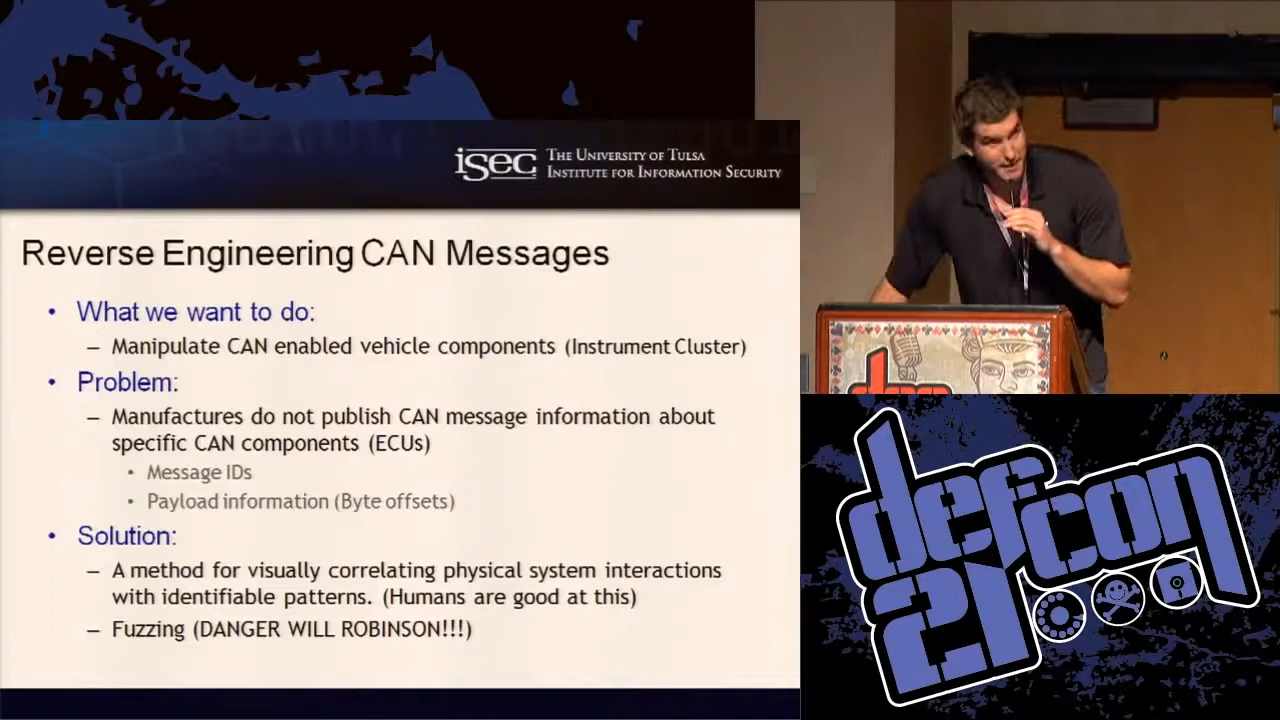 isec THE UNIVERSITY OF TULSA
INSTITUTE FOR INFORMATION SECURITY
Reverse Engineering CAN Messages
• What we want to do:
– Manipulate CAN enabled vehicle components (Instrument Cluster)
• Problem:
– Manufactures do not publish CAN message information about
specific CAN components (ECUs)
• Message IDs
• Payload information (Byte offsets)
• Solution:
– A method for visually correlating physical system interactions
with identifiable patterns. (Humans are good at this)
– Fuzzing (DANGER WILL ROBINSON!!!)
defcon
21